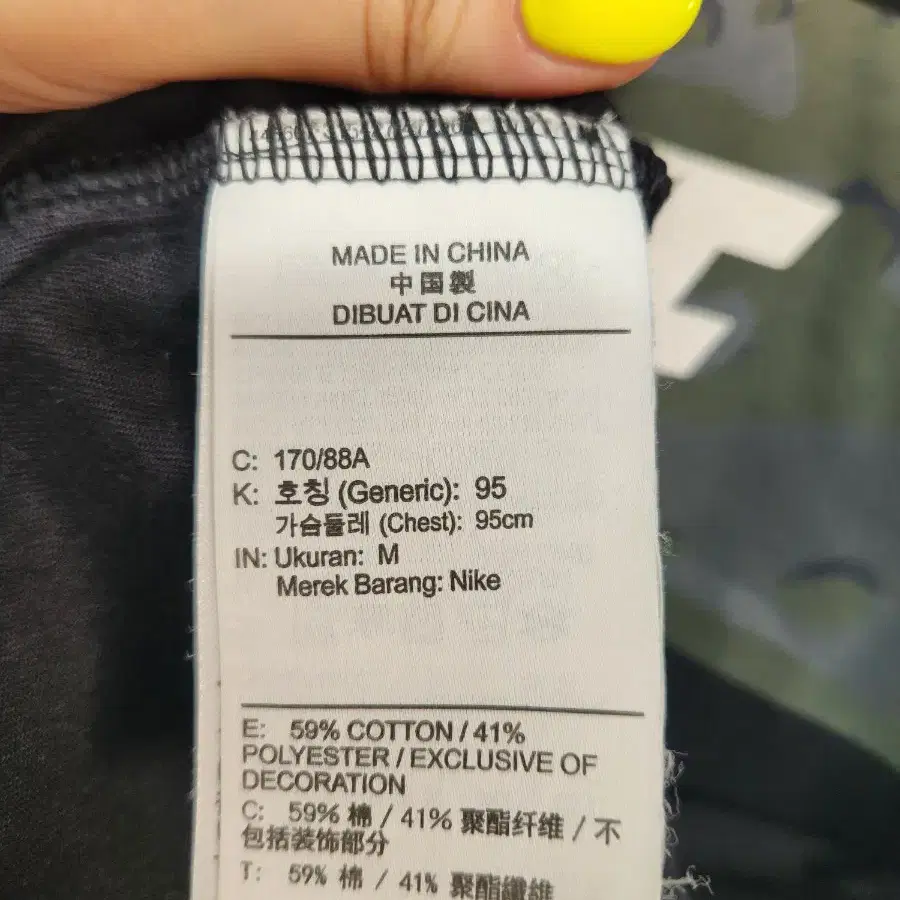 MADE IN CHINA
中国製
DIBUAT DI CINA
C: 170/88A
K: 호칭 (Generic): 95
가슴둘레 (Chest): 95cm
IN: Ukuran: M
Merek Barang: Nike
E: 59% COTTON / 41%
POLYESTER / EXCLUSIVE OF
DECORATION
C: 59% 棉 / 41% 聚酯纤维 / 不
包括装饰部分
T: 59% 棉 / 41% 聚酯纖維